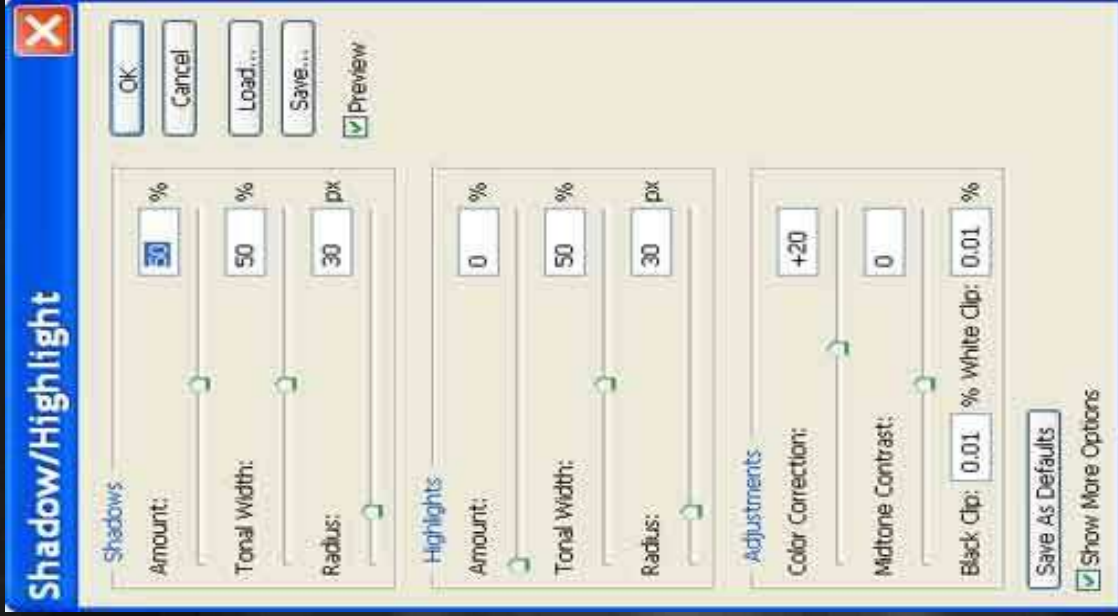 Shadow/Highlight
Shadows
Amount: 50 %
Tonal Width: 50 %
Radius: 30 px
Highlights
Amount: 0 %
Tonal Width: 50 %
Radius: 30 px
Adjustments
Color Correction: +20
Midtone Contrast: 0
Black Clip: 0.01 % White Clip: 0.01 %
Save As Defaults
Show More Options
OK
Cancel
Load...
Save...
Preview